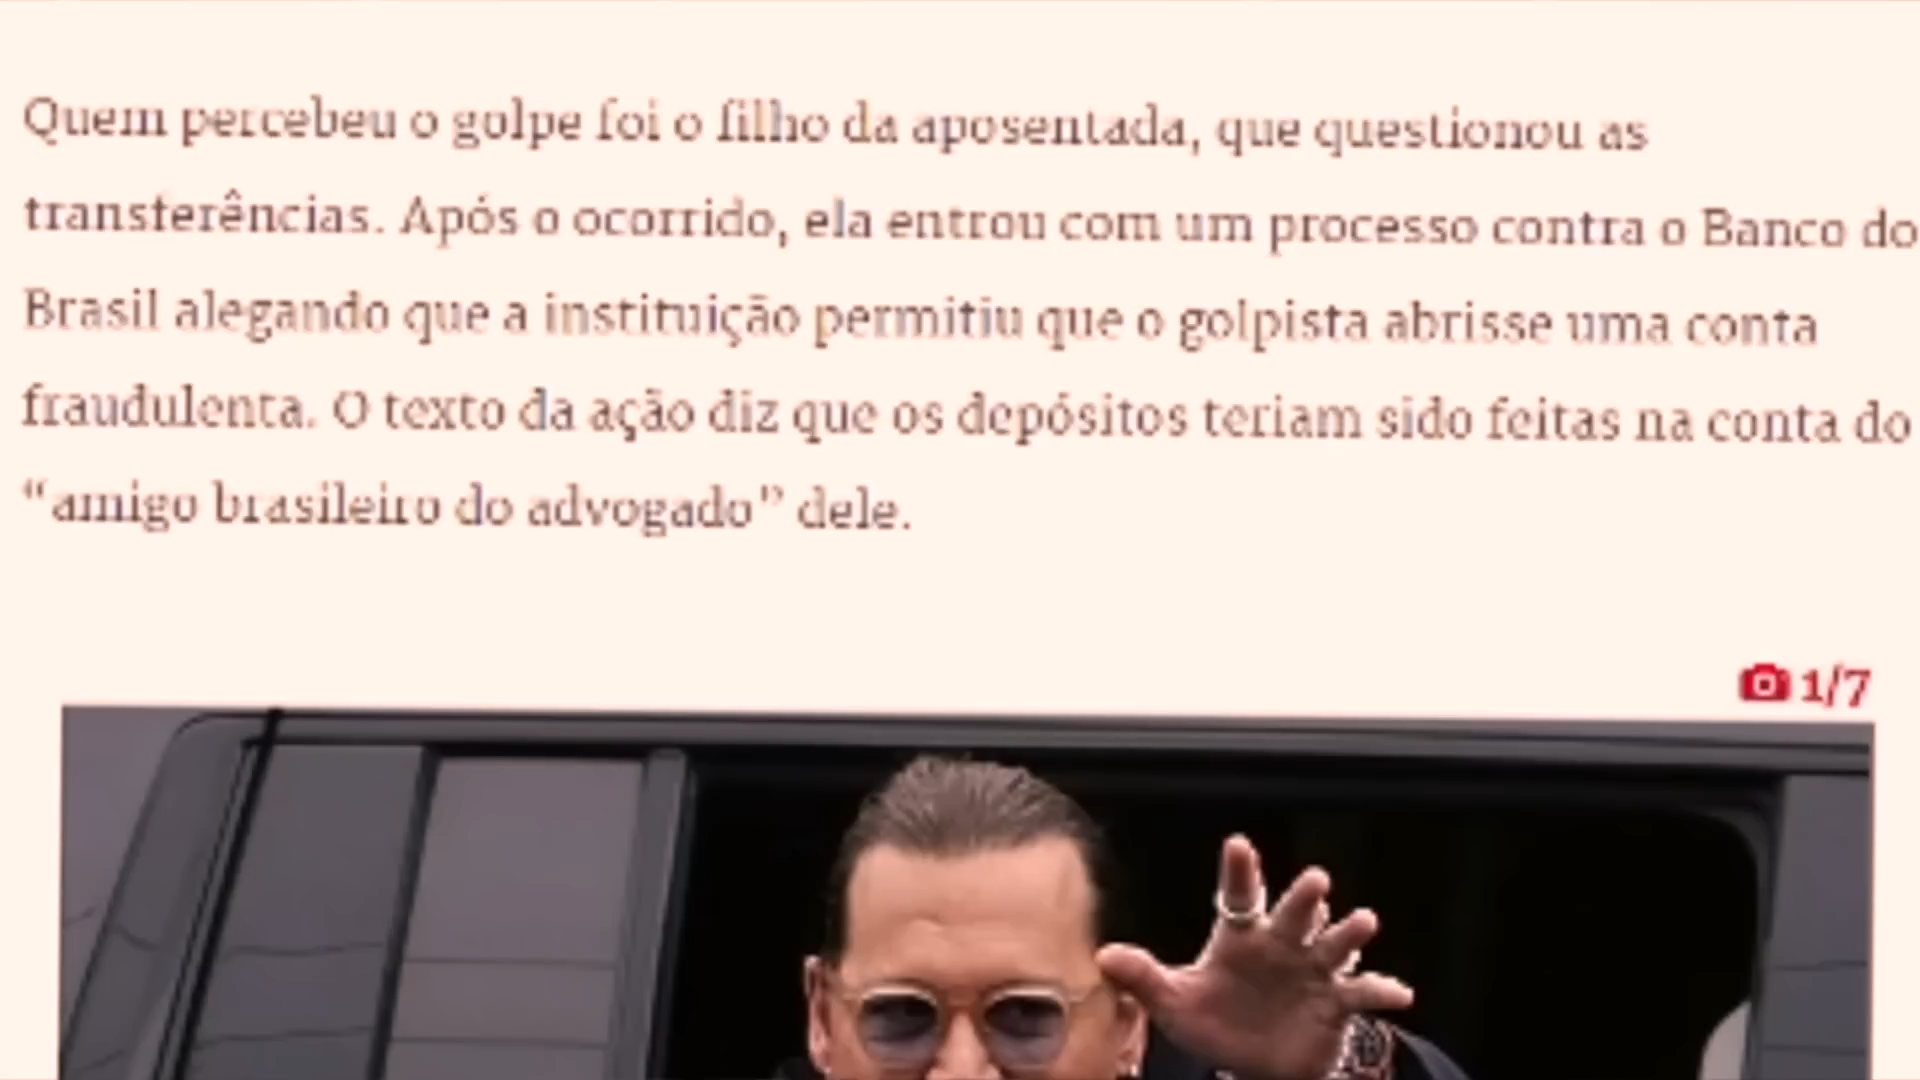 Quem percebeu o golpe foi o filho da aposentada, que questionou as
transferências. Após o ocorrido, ela entrou com um processo contra o Banco do
Brasil alegando que a instituição permitiu que o golpista abrisse uma conta
fraudulenta. O texto da ação diz que os depósitos teriam sido feitas na conta do
“amigo brasileiro do advogado” dele.
1/7